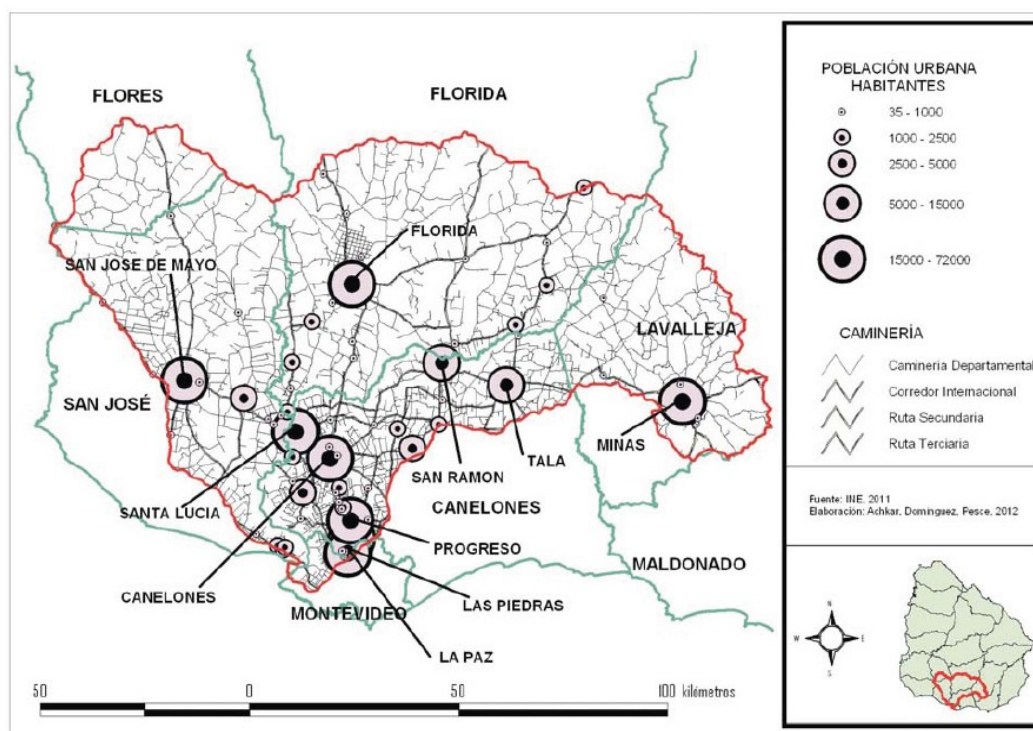 FLORES
FLORIDA
FLORIDA
SAN JOSE DE MAYO
LAVALLEJA
SAN JOSÉ
MINAS
TALA
SAN RAMON
SANTA LUCIA
CANELONES
PROGRESO
MALDONADO
CANELONES
LAS PIEDRAS
MONTEVIDEO
LA PAZ
50 0 50 100 kilómetros
POBLACIÓN URBANA
HABITANTES
35 - 1000
1000 - 2500
2500 - 5000
5000 - 15000
15000 - 72000
CAMINERÍA
Caminería Departamental
Corredor Internacional
Ruta Secundaria
Ruta Terciaria
Fuente: INE. 2011
Elaboración: Achkar, Domínguez, Pesce, 2012
N
W E
S